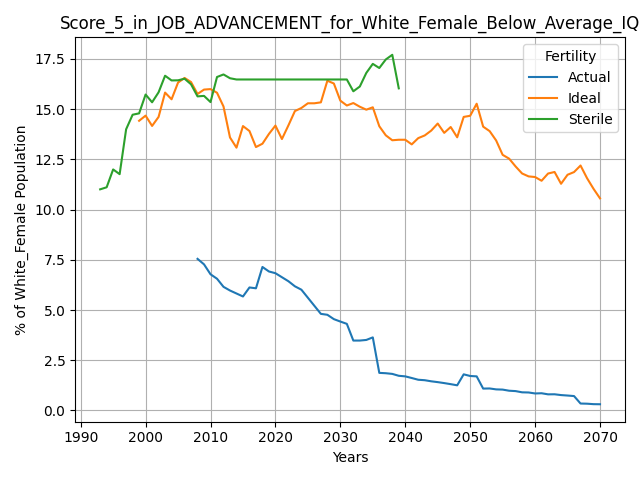 Score_5_in_JOB_ADVANCEMENT_for_White_Female_Below_Average_IQ
% of White_Female Population
17.5
15.0
12.5
10.0
7.5
5.0
2.5
0.0
Fertility
Actual
Ideal
Sterile
1990 2000 2010 2020 2030 2040 2050 2060 2070
Years